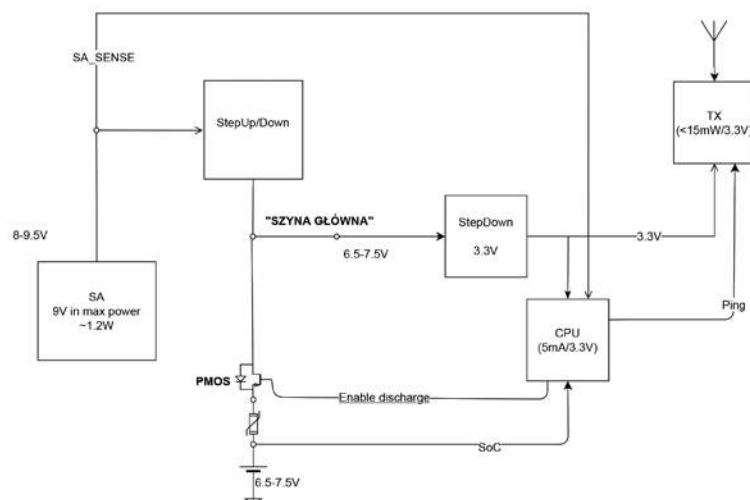 SA_SENSE
StepUp/Down
TX
(<15mW/3.3V)
"SZYNA GŁÓWNA"
6.5-7.5V
StepDown
3.3V
3.3V
8-9.5V
SA
9V in max power
~1.2W
Ping
CPU
(5mA/3.3V)
PMOS
Enable discharge
SoC
6.5-7.5V